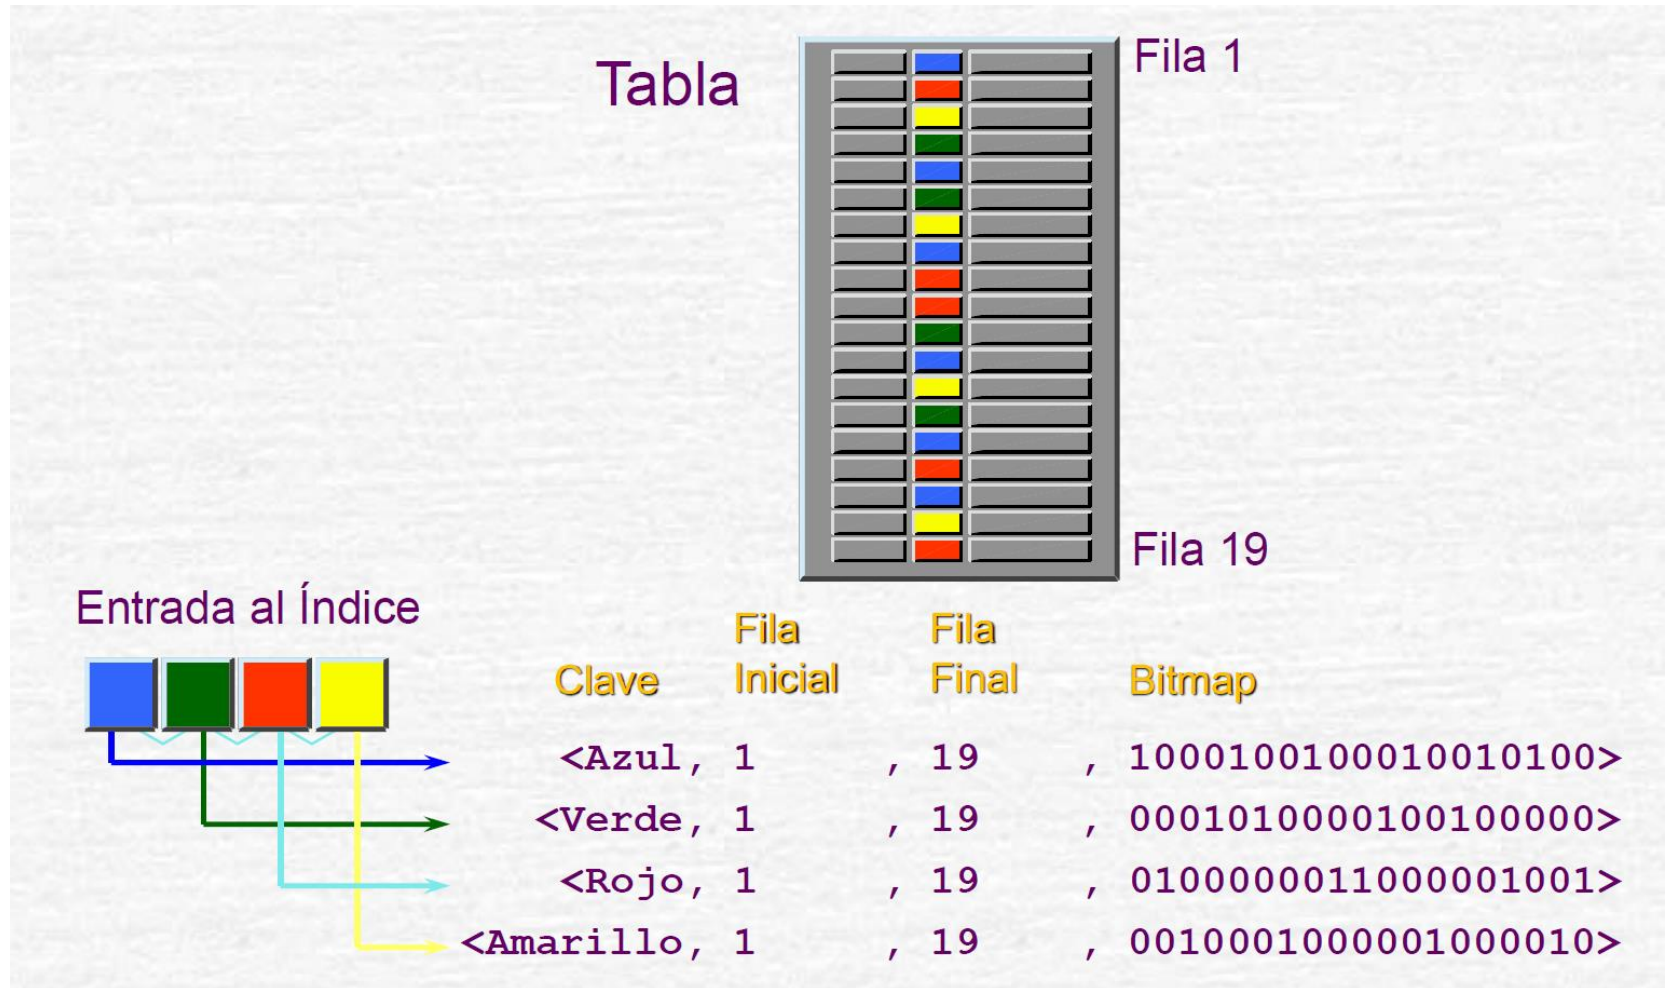 Tabla
Fila 1
Fila 19
Entrada al Índice
Clave Fila Inicial Fila Final Bitmap
<Azul, 1 , 19 , 1000100100010010100>
<Verde, 1 , 19 , 0001010000100100000>
<Rojo, 1 , 19 , 0100000011000001001>
<Amarillo, 1 , 19 , 0010001000001000010>